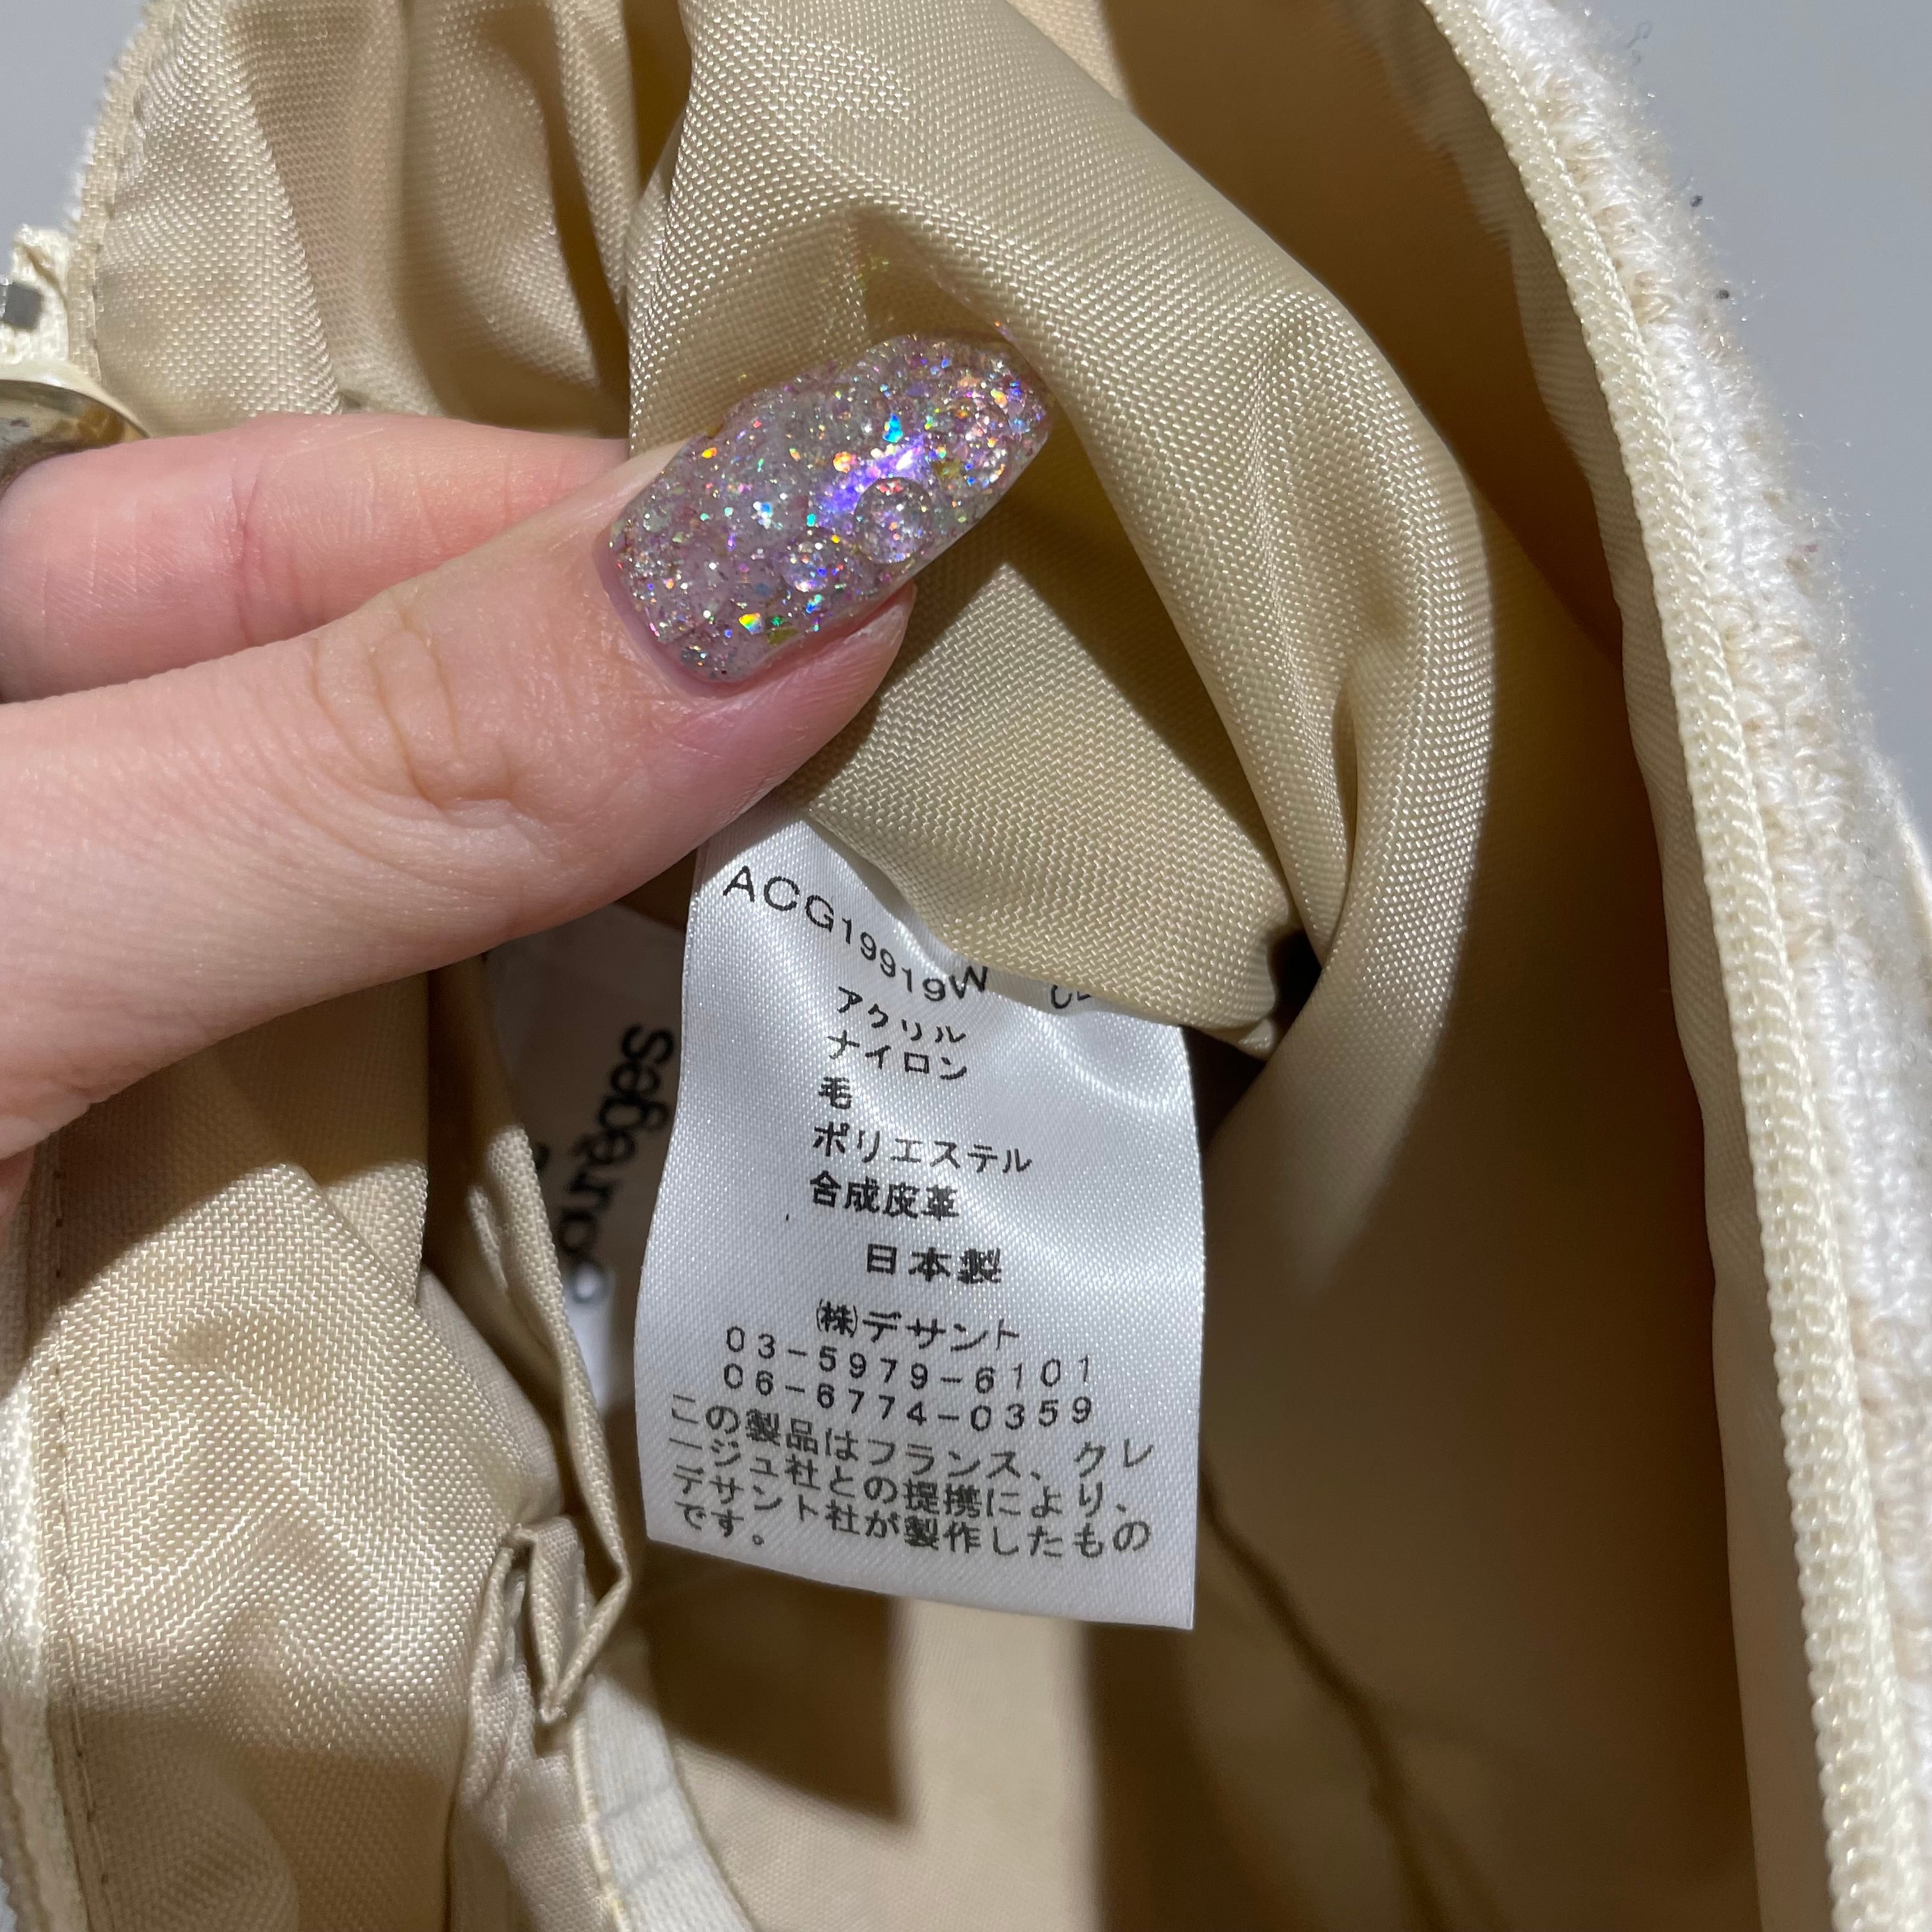 ACG19919W
アクリル
ナイロン
毛
ポリエステル
合成皮革
日本製
㈱デサント
03-5979-6101
06-6774-0359
この製品はフランス、クレ
ージュ社との提携により、
デサント社が製作したもの
です。